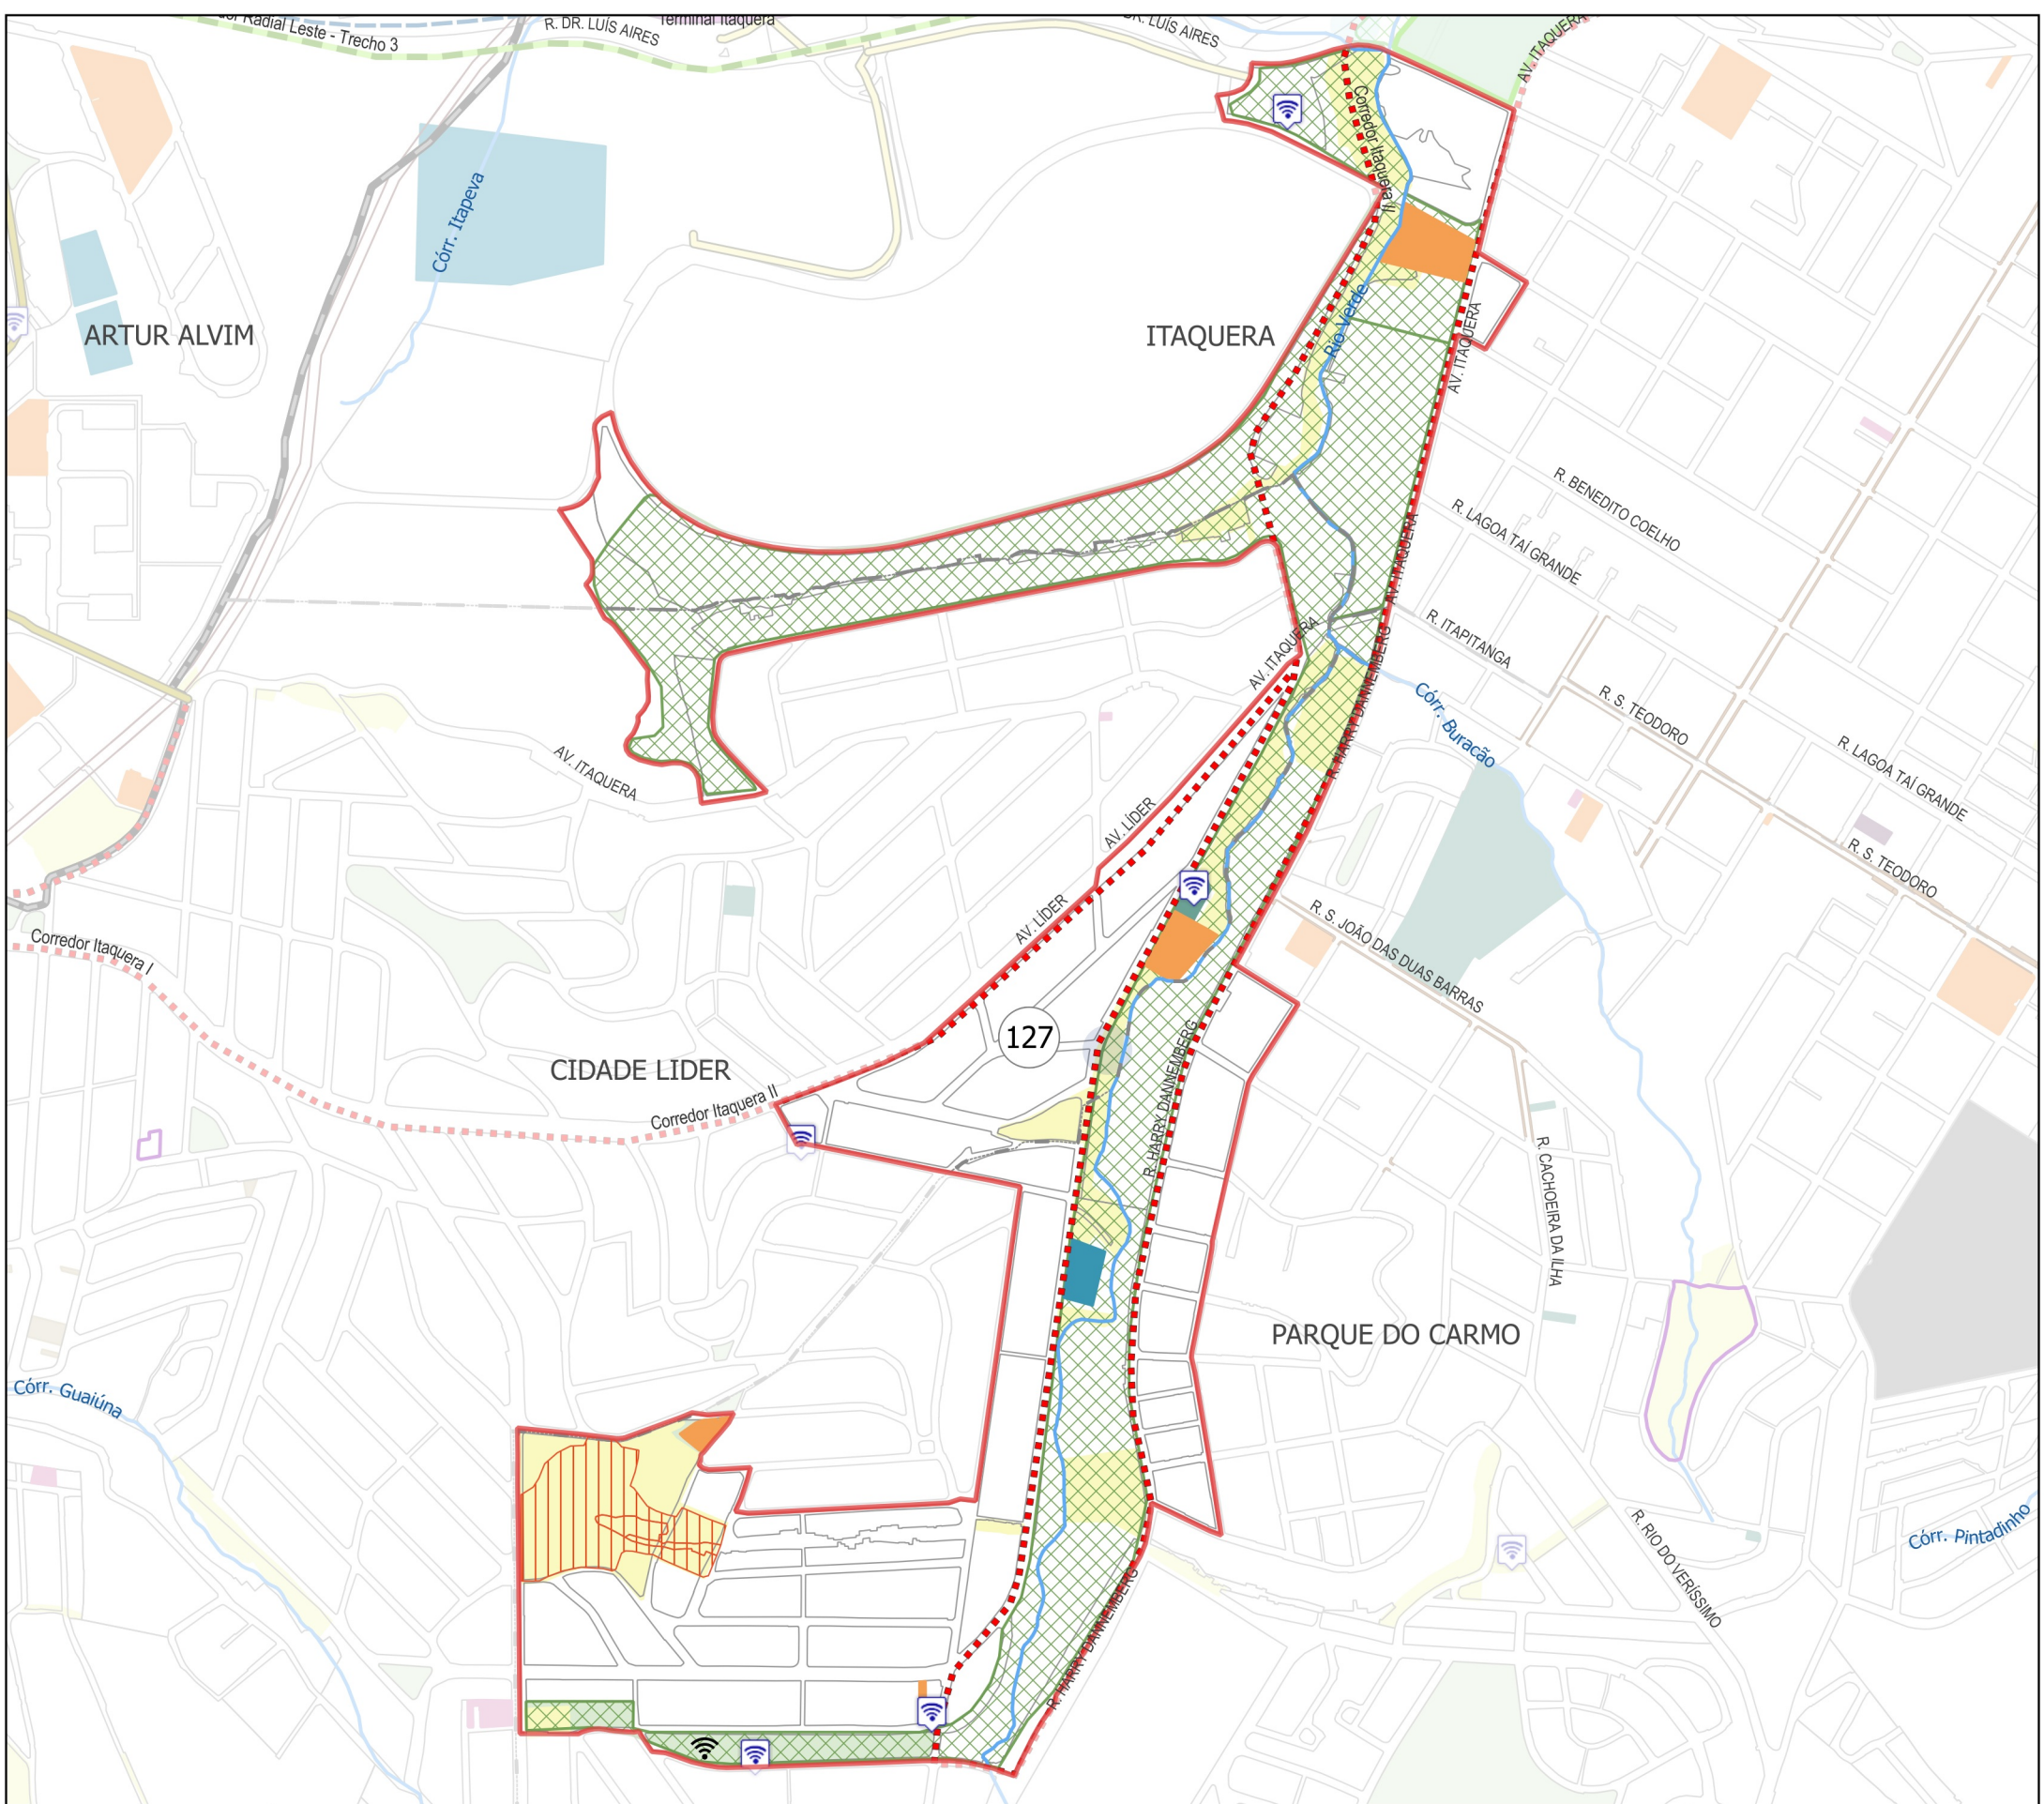 Radial Leste - Trecho 3
R. DR. LUÍS AIRES
Terminal Itaquera
LUÍS AIRES
AV. ITAQUERA
Corredor Itaquera II
Córr. Itapeva
ARTUR ALVIM
ITAQUERA
Rio Verde
AV. ITAQUERA
R. BENEDITO COELHO
R. LAGOA TAÍ GRANDE
AV. ITAQUERA
R. ITAPITANGA
AV. ITAQUERA
R. HARRY DANNEMBERG
Córr. Buracão
R. S. TEODORO
R. LAGOA TAÍ GRANDE
AV. ITAQUERA
AV. LÍDER
R. S. TEODORO
AV. LÍDER
R. S. JOÃO DAS DUAS BARRAS
Corredor Itaquera I
127
CIDADE LIDER
R. HARRY DANNEMBERG
Corredor Itaquera II
R. CACHOEIRA DA ILHA
PARQUE DO CARMO
Córr. Guaiúna
R. RIO DO VERÍSSIMO
Córr. Pintadinho
R. HARRY DANNEMBERG